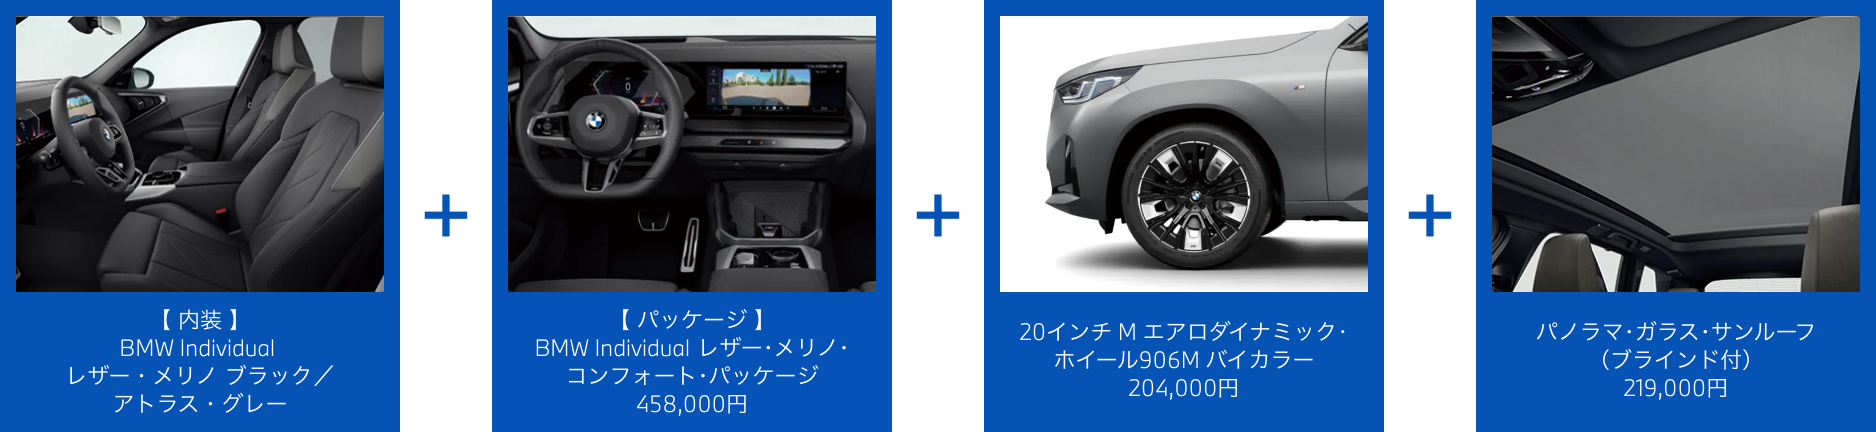 【 内装 】
BMW Individual
レザー・メリノ ブラック／
アトラス・グレー
+
【 パッケージ 】
BMW Individual レザー・メリノ・
コンフォート・パッケージ
458,000円
+
20インチ M エアロダイナミック・
ホイール906M バイカラー
204,000円
+
パノラマ・ガラス・サンルーフ
（ブラインド付）
219,000円